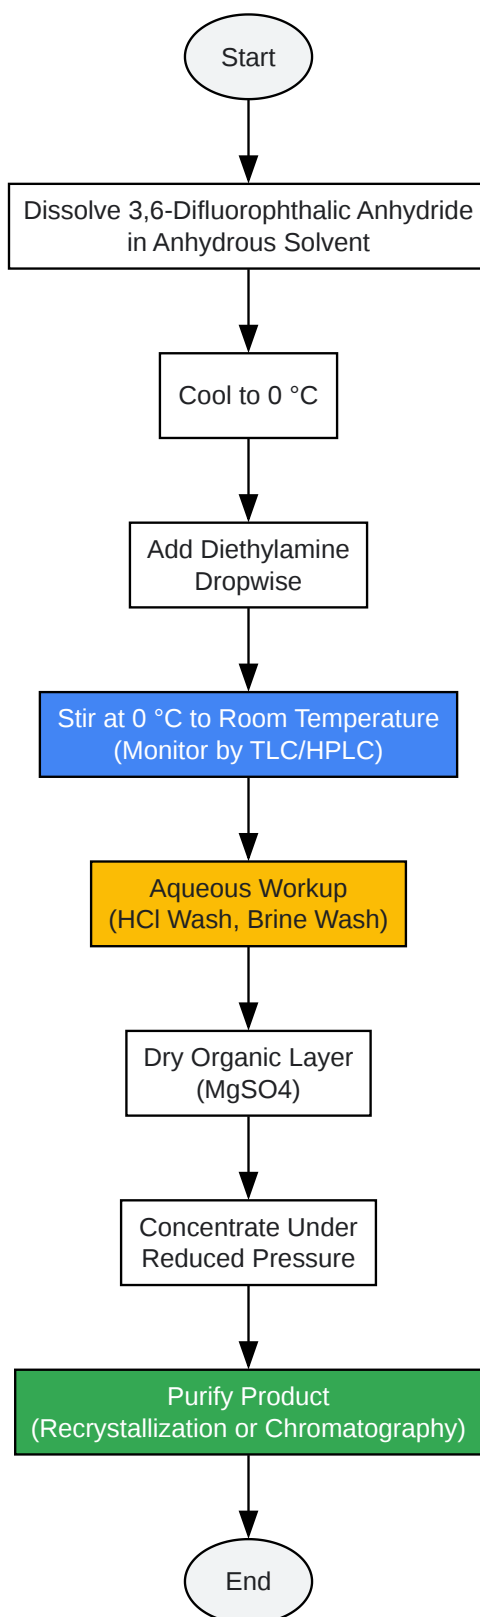 Start
Dissolve 3,6-Difluorophthalic Anhydride
in Anhydrous Solvent
Cool to 0 °C
Add Diethylamine
Dropwise
Stir at 0 °C to Room Temperature
(Monitor by TLC/HPLC)
Aqueous Workup
(HCl Wash, Brine Wash)
Dry Organic Layer
(MgSO4)
Concentrate Under
Reduced Pressure
Purify Product
(Recrystallization or Chromatography)
End